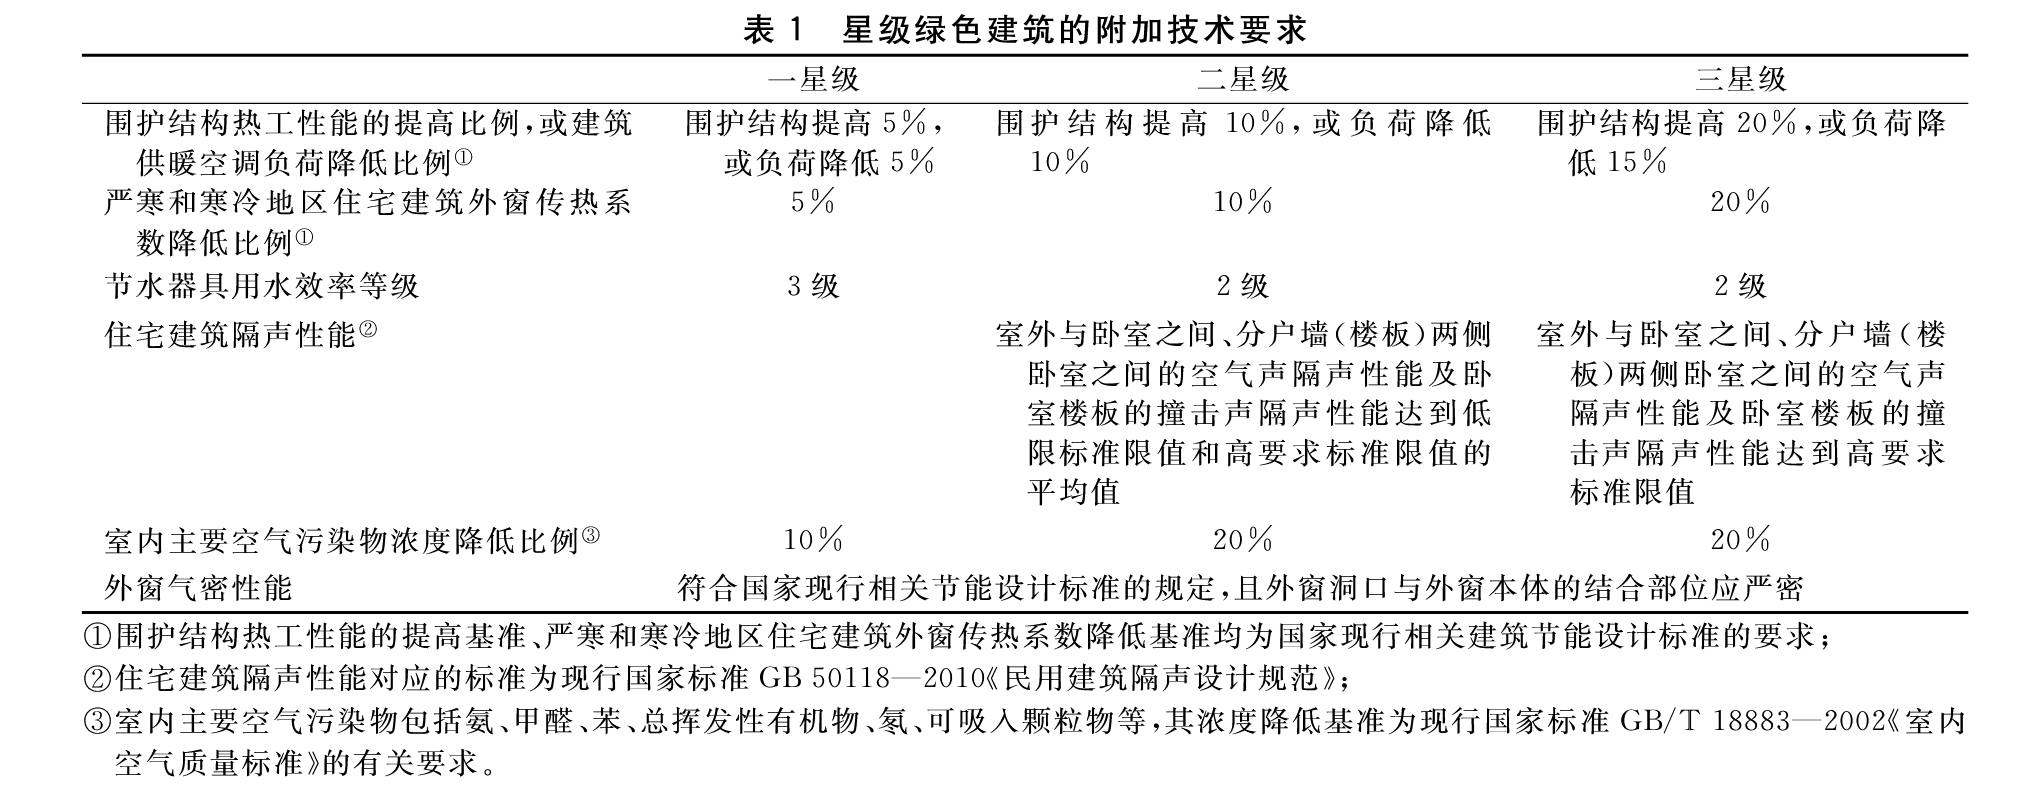 表 1 星级绿色建筑的附加技术要求
一星级 二星级 三星级
围护结构热工性能的提高比例,或建筑 围护结构提高 5%, 围护结构提高 10%,或负荷降低 围护结构提高 20%,或负荷降
供暖空调负荷降低比例① 或负荷降低 5% 10% 低 15%
严寒和寒冷地区住宅建筑外窗传热系 5% 10% 20%
数降低比例①
节水器具用水效率等级 3 级 2 级 2 级
住宅建筑隔声性能② 室外与卧室之间、分户墙(楼板)两侧 室外与卧室之间、分户墙(楼
卧室之间的空气声隔声性能及卧 板)两侧卧室之间的空气声
室楼板的撞击声隔声性能达到低 隔声性能及卧室楼板的撞
限标准限值和高要求标准限值的 击声隔声性能达到高要求
平均值 标准限值
室内主要空气污染物浓度降低比例③ 10% 20% 20%
外窗气密性能 符合国家现行相关节能设计标准的规定,且外窗洞口与外窗本体的结合部位应严密
①围护结构热工性能的提高基准、严寒和寒冷地区住宅建筑外窗传热系数降低基准均为国家现行相关建筑节能设计标准的要求;
②住宅建筑隔声性能对应的标准为现行国家标准 GB 50118—2010《民用建筑隔声设计规范》;
③室内主要空气污染物包括氨、甲醛、苯、总挥发性有机物、氡、可吸入颗粒物等,其浓度降低基准为现行国家标准 GB/T 18883—2002《室内
空气质量标准》的有关要求。